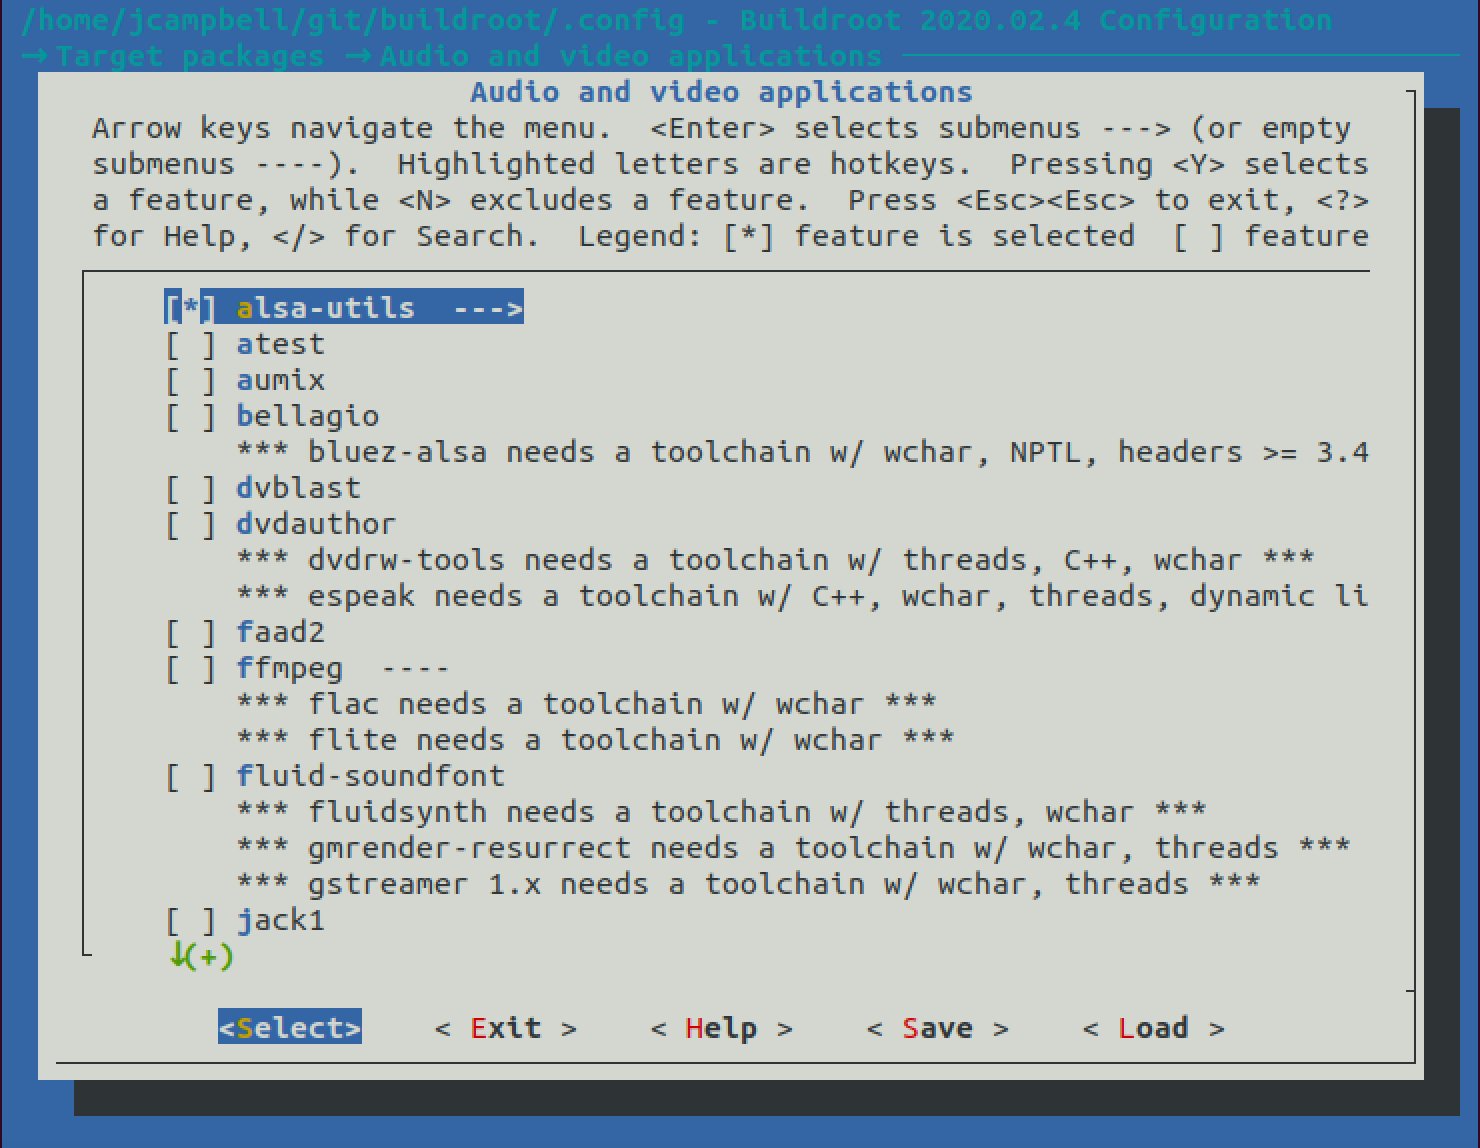 /home/jcampbell/git/buildroot/.config - Buildroot 2020.02.4 Configuration
→ Target packages → Audio and video applications
Audio and video applications
Arrow keys navigate the menu.  <Enter> selects submenus ---> (or empty
submenus ----).  Highlighted letters are hotkeys.  Pressing <Y> selects
a feature, while <N> excludes a feature.  Press <Esc><Esc> to exit, <?>
for Help, </> for Search.  Legend: [*] feature is selected  [ ] feature
[*] alsa-utils  --->
[ ] atest
[ ] aumix
[ ] bellagio
*** bluez-alsa needs a toolchain w/ wchar, NPTL, headers >= 3.4
[ ] dvblast
[ ] dvdauthor
*** dvdrw-tools needs a toolchain w/ threads, C++, wchar ***
*** espeak needs a toolchain w/ C++, wchar, threads, dynamic li
[ ] faad2
[ ] ffmpeg  ----
*** flac needs a toolchain w/ wchar ***
*** flite needs a toolchain w/ wchar ***
[ ] fluid-soundfont
*** fluidsynth needs a toolchain w/ threads, wchar ***
*** gmrender-resurrect needs a toolchain w/ wchar, threads ***
*** gstreamer 1.x needs a toolchain w/ wchar, threads ***
[ ] jack1
↓(+)
<Select>    < Exit >    < Help >    < Save >    < Load >